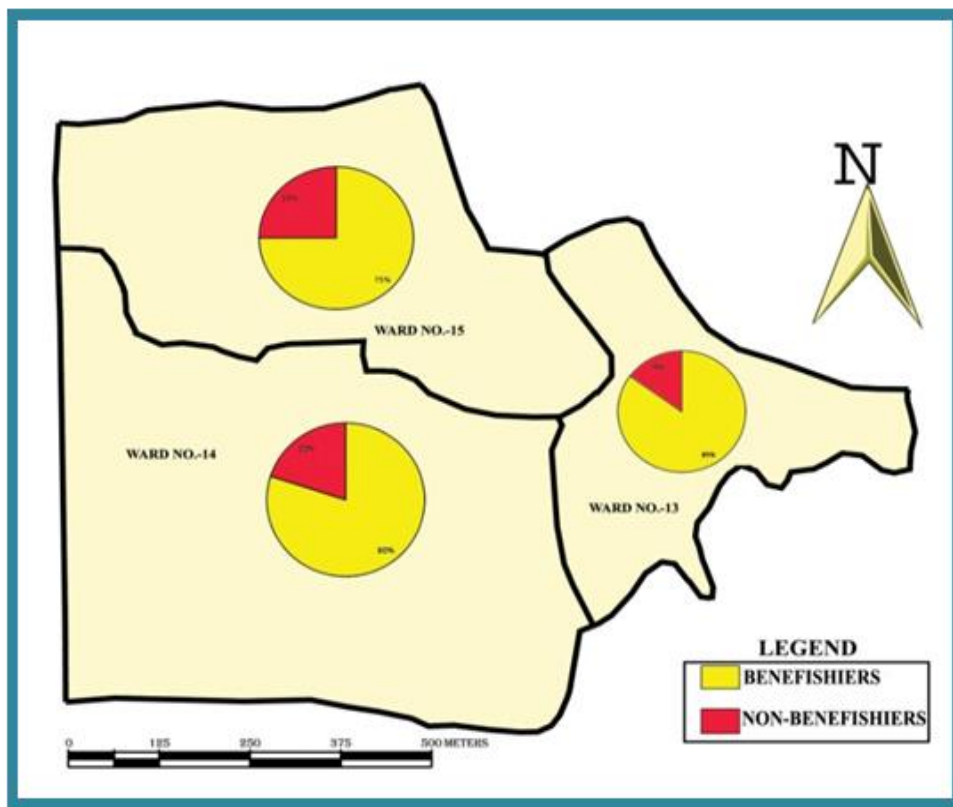 N
75%
WARD NO.-15
WARD NO.-14
80%
WARD NO.-13
LEGEND
BENEFISHIERS
NON-BENEFISHIERS
0 125 250 375 500 METERS